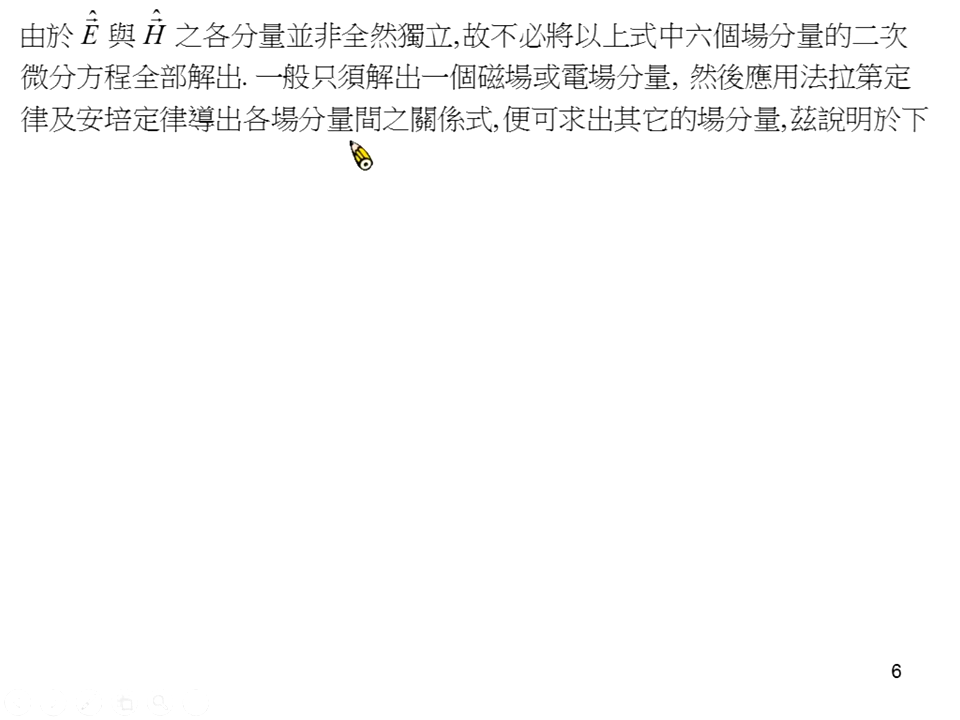 由於 $\hat{\vec{E}}$ 與 $\hat{\vec{H}}$ 之各分量並非全然獨立,故不必將以上式中六個場分量的二次
微分方程全部解出. 一般只須解出一個磁場或電場分量, 然後應用法拉第定
律及安培定律導出各場分量間之關係式,便可求出其它的場分量,茲說明於下
6